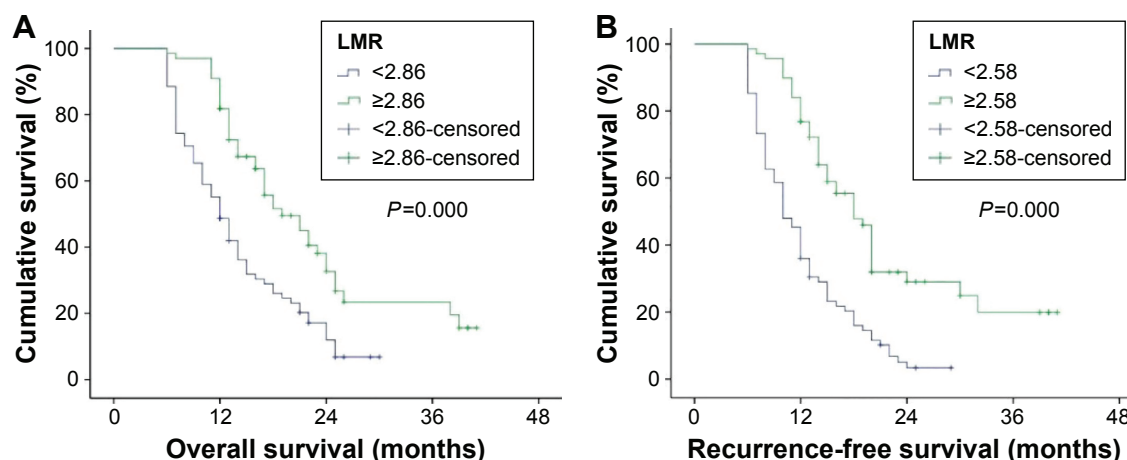 A
Cumulative survival (%)
100
80
60
40
20
0
0 12 24 36 48
Overall survival (months)
LMR
<2.86
≥2.86
<2.86-censored
≥2.86-censored
P=0.000
B
Cumulative survival (%)
100
80
60
40
20
0
0 12 24 36 48
Recurrence-free survival (months)
LMR
<2.58
≥2.58
<2.58-censored
≥2.58-censored
P=0.000